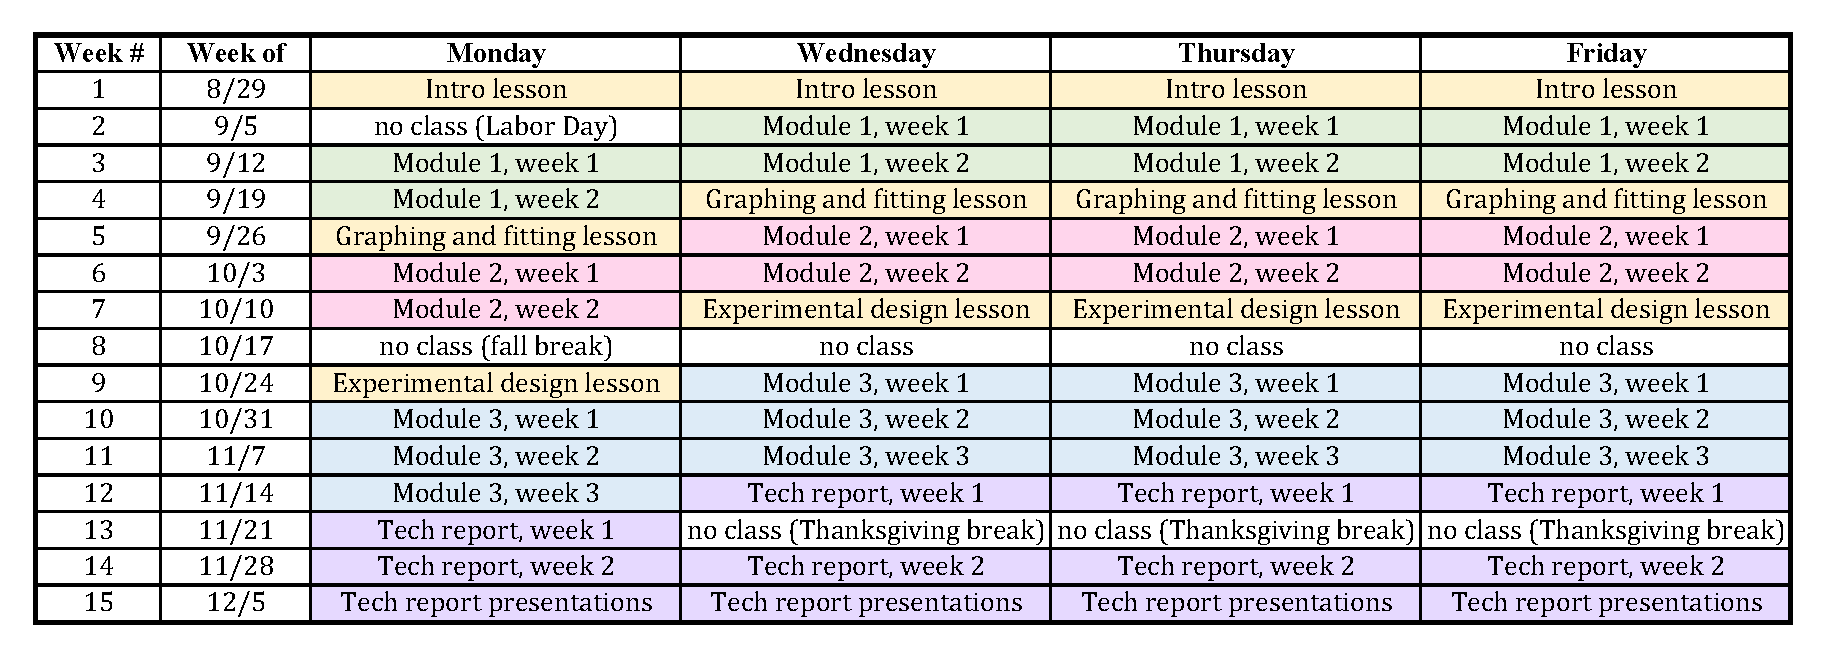 Week # Week of Monday Wednesday Thursday Friday
1 8/29 Intro lesson Intro lesson Intro lesson Intro lesson
2 9/5 no class (Labor Day) Module 1, week 1 Module 1, week 1 Module 1, week 1
3 9/12 Module 1, week 1 Module 1, week 2 Module 1, week 2 Module 1, week 2
4 9/19 Module 1, week 2 Graphing and fitting lesson Graphing and fitting lesson Graphing and fitting lesson
5 9/26 Graphing and fitting lesson Module 2, week 1 Module 2, week 1 Module 2, week 1
6 10/3 Module 2, week 1 Module 2, week 2 Module 2, week 2 Module 2, week 2
7 10/10 Module 2, week 2 Experimental design lesson Experimental design lesson Experimental design lesson
8 10/17 no class (fall break) no class no class no class
9 10/24 Experimental design lesson Module 3, week 1 Module 3, week 1 Module 3, week 1
10 10/31 Module 3, week 1 Module 3, week 2 Module 3, week 2 Module 3, week 2
11 11/7 Module 3, week 2 Module 3, week 3 Module 3, week 3 Module 3, week 3
12 11/14 Module 3, week 3 Tech report, week 1 Tech report, week 1 Tech report, week 1
13 11/21 Tech report, week 1 no class (Thanksgiving break) no class (Thanksgiving break) no class (Thanksgiving break)
14 11/28 Tech report, week 2 Tech report, week 2 Tech report, week 2 Tech report, week 2
15 12/5 Tech report presentations Tech report presentations Tech report presentations Tech report presentations